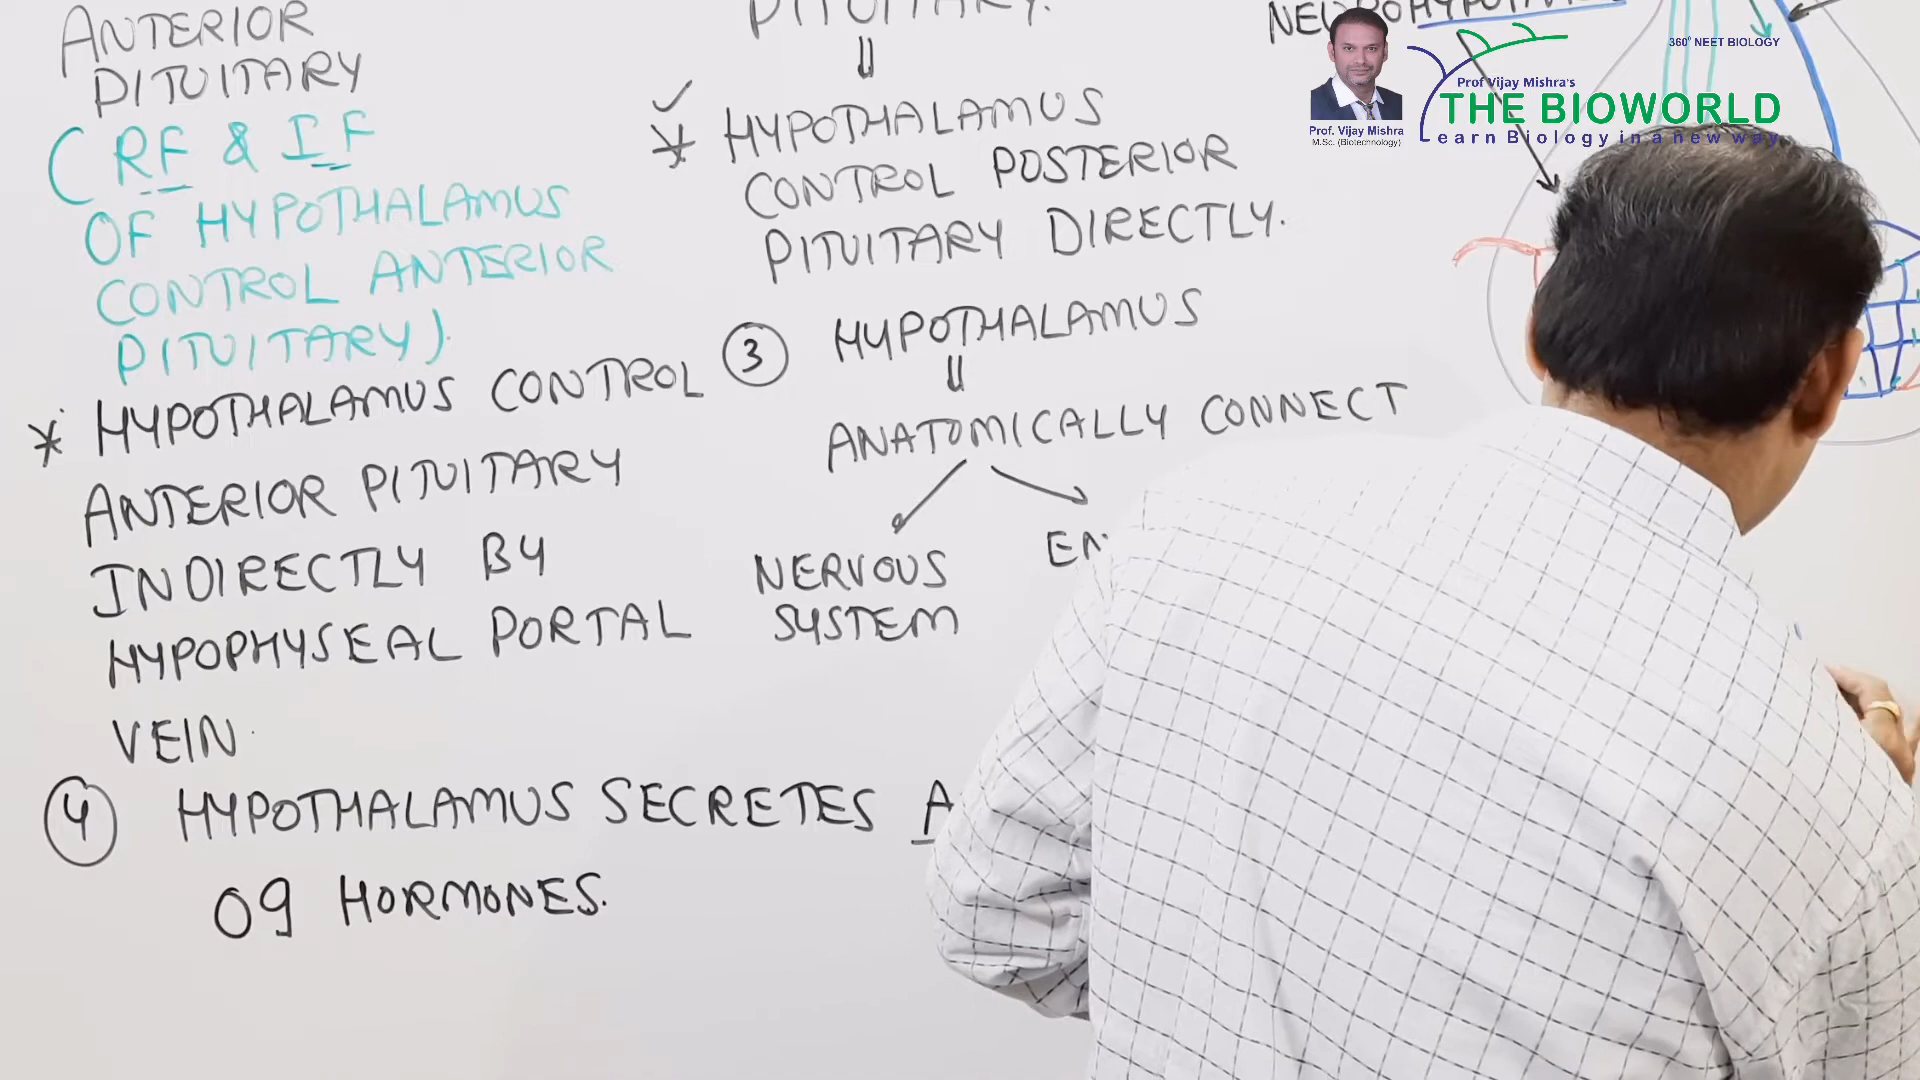 ANTERIOR
PITUITARY
(RF & IF
OF HYPOTHALAMUS
CONTROL ANTERIOR
PITUITARY).
* HYPOTHALAMUS CONTROL
ANTERIOR PITUITARY
INDIRECTLY BY
HYPOPHYSEAL PORTAL
VEIN.
PITUITARY.
* HYPOTHALAMUS
CONTROL POSTERIOR
PITUITARY DIRECTLY.
3 HYPOTHALAMUS
ANATOMICALLY CONNECT
NERVOUS
SYSTEM
4 HYPOTHALAMUS SECRETES A
09 HORMONES.
360° NEET BIOLOGY
Prof Vijay Mishra's
THE BIOWORLD
Learn Biology in a new way
Prof. Vijay Mishra
M.Sc. (Biotechnology)